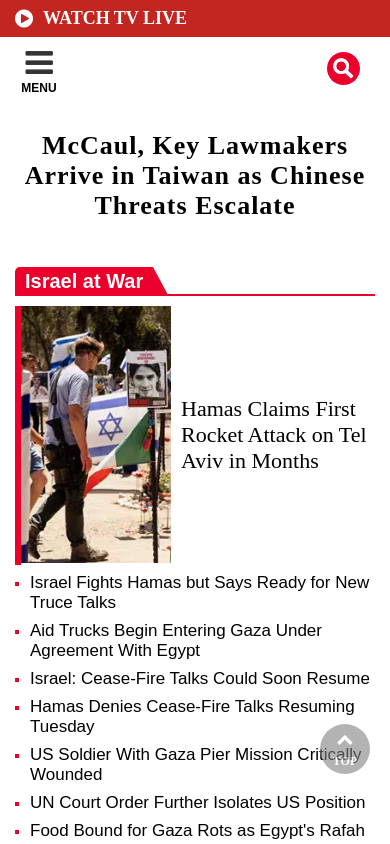 WATCH TV LIVE
MENU
McCaul, Key Lawmakers
Arrive in Taiwan as Chinese
Threats Escalate
Israel at War
Hamas Claims First
Rocket Attack on Tel
Aviv in Months
Israel Fights Hamas but Says Ready for New
Truce Talks
Aid Trucks Begin Entering Gaza Under
Agreement With Egypt
Israel: Cease-Fire Talks Could Soon Resume
Hamas Denies Cease-Fire Talks Resuming
Tuesday
US Soldier With Gaza Pier Mission Critically
Wounded
TOP
UN Court Order Further Isolates US Position
Food Bound for Gaza Rots as Egypt's Rafah